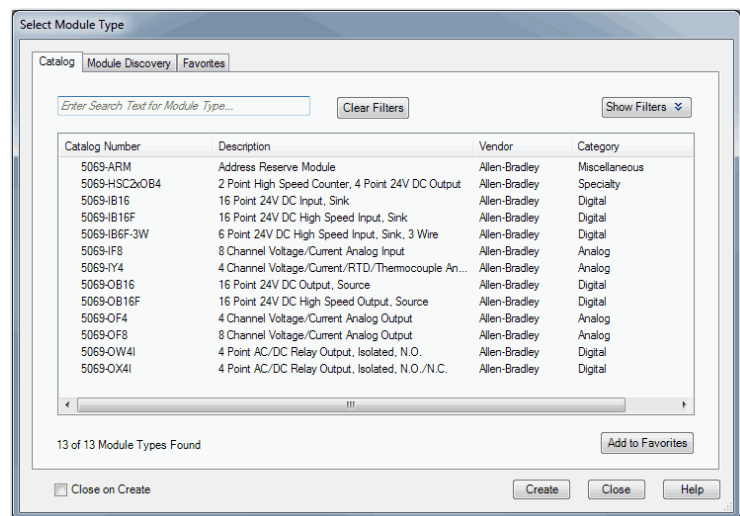 Select Module Type
Catalog Module Discovery Favorites
Enter Search Text for Module Type... Clear Filters Show Filters
Catalog Number Description Vendor Category
5069-ARM Address Reserve Module Allen-Bradley Miscellaneous
5069-HSC2xOB4 2 Point High Speed Counter, 4 Point 24V DC Output Allen-Bradley Specialty
5069-IB16 16 Point 24V DC Input, Sink Allen-Bradley Digital
5069-IB16F 16 Point 24V DC High Speed Input, Sink Allen-Bradley Digital
5069-IB6F-3W 6 Point 24V DC High Speed Input, Sink, 3 Wire Allen-Bradley Digital
5069-IF8 8 Channel Voltage/Current Analog Input Allen-Bradley Analog
5069-IY4 4 Channel Voltage/Current/RTD/Thermocouple An... Allen-Bradley Analog
5069-OB16 16 Point 24V DC Output, Source Allen-Bradley Digital
5069-OB16F 16 Point 24V DC High Speed Output, Source Allen-Bradley Digital
5069-OF4 4 Channel Voltage/Current Analog Output Allen-Bradley Analog
5069-OF8 8 Channel Voltage/Current Analog Output Allen-Bradley Analog
5069-OW4I 4 Point AC/DC Relay Output, Isolated, N.O. Allen-Bradley Digital
5069-OX4I 4 Point AC/DC Relay Output, Isolated, N.O./N.C. Allen-Bradley Digital
13 of 13 Module Types Found Add to Favorites
Close on Create Create Close Help